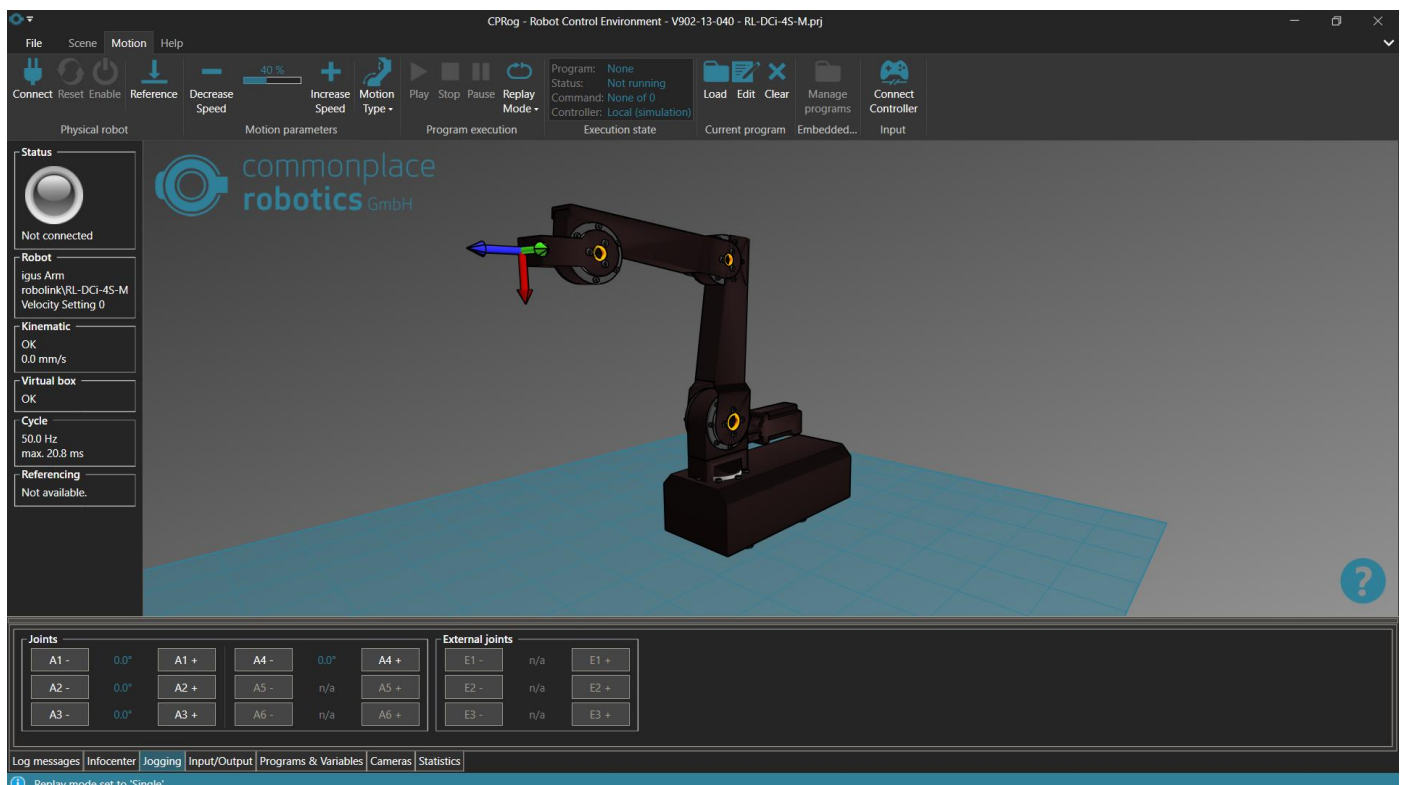 CPRog - Robot Control Environment - V902-13-040 - RL-DCi-4S-M.prj
File Scene Motion Help
Connect Reset Enable Reference
Decrease Speed
40 %
Increase Speed
Motion Type
Play Stop Pause Replay Mode
Program: None
Status: Not running
Command: None of 0
Controller: Local (simulation)
Load Edit Clear
Manage programs
Connect Controller
Physical robot Motion parameters Program execution Execution state Current program Embedded... Input
Status
Not connected
Robot
igus Arm
robolink\RL-DCi-4S-M
Velocity Setting 0
Kinematic
OK
0.0 mm/s
Virtual box
OK
Cycle
50.0 Hz
max. 20.8 ms
Referencing
Not available.
commonplace
robotics GmbH
?
Joints External joints
A1 - 0.0° A1 + A4 - 0.0° A4 + E1 - n/a E1 +
A2 - 0.0° A2 + A5 - n/a A5 + E2 - n/a E2 +
A3 - 0.0° A3 + A6 - n/a A6 + E3 - n/a E3 +
Log messages Infocenter Jogging Input/Output Programs & Variables Cameras Statistics
Replay mode set to 'Single'